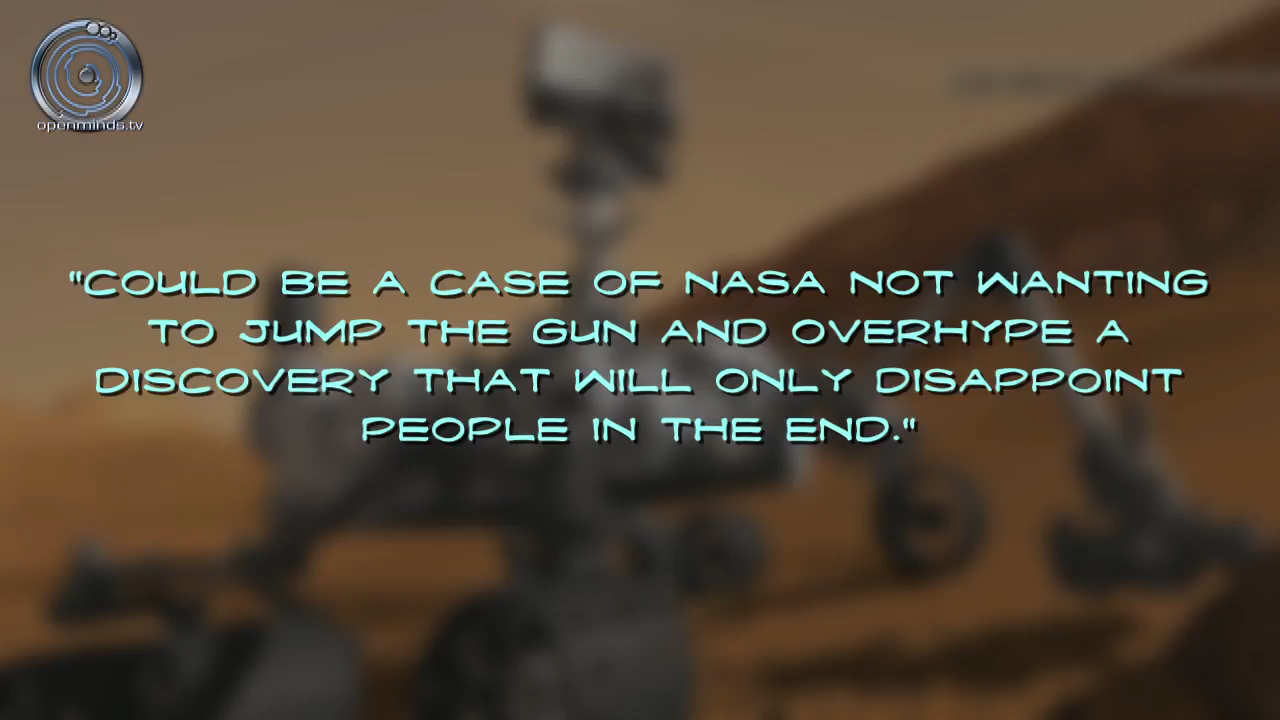 openminds.tv
"COULD BE A CASE OF NASA NOT WANTING
TO JUMP THE GUN AND OVERHYPE A
DISCOVERY THAT WILL ONLY DISAPPOINT
PEOPLE IN THE END."